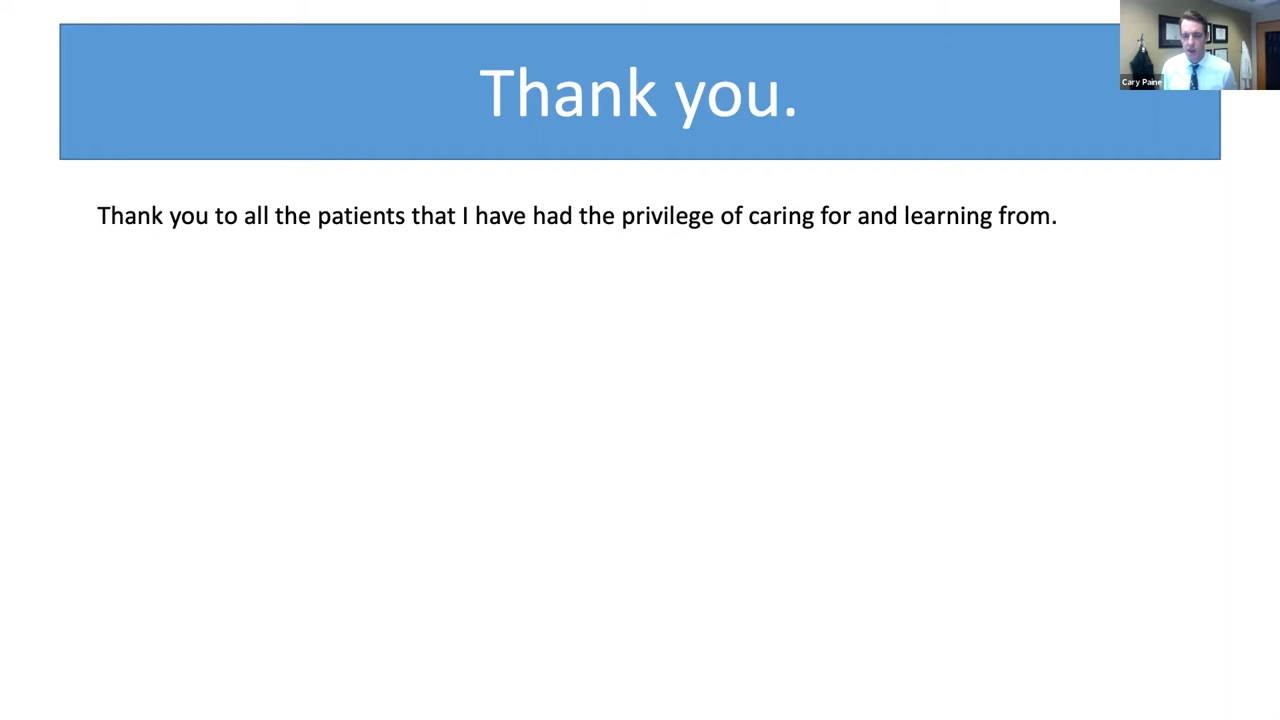 Thank you.
Cary Paine
Thank you to all the patients that I have had the privilege of caring for and learning from.